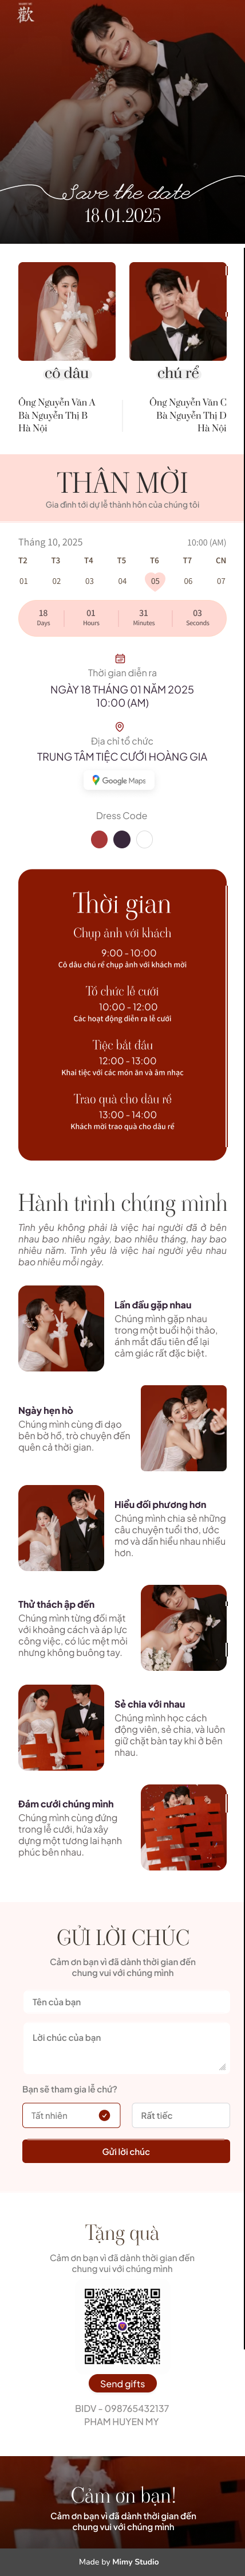 歡
Save the date
18.01.2025
cô dâu
chú rể
Ông Nguyễn Văn A
Bà Nguyễn Thị B
Hà Nội
Ông Nguyễn Văn C
Bà Nguyễn Thị D
Hà Nội
THÂN MỜI
Gia đình tới dự lễ thành hôn của chúng tôi
Tháng 10, 2025
10:00 (AM)
T2 T3 T4 T5 T6 T7 CN
01 02 03 04 05 06 07
18 01 31 03
Days Hours Minutes Seconds
Thời gian diễn ra
NGÀY 18 THÁNG 01 NĂM 2025
10:00 (AM)
Địa chỉ tổ chức
TRUNG TÂM TIỆC CƯỚI HOÀNG GIA
Google Maps
Dress Code
Thời gian
Chụp ảnh với khách
9:00 - 10:00
Cô dâu chú rể chụp ảnh với khách mời
Tổ chức lễ cưới
10:00 - 12:00
Các hoạt động diễn ra lễ cưới
Tiệc bắt đầu
12:00 - 13:00
Khai tiệc với các món ăn và âm nhạc
Trao quà cho dâu rể
13:00 - 14:00
Khách mời trao quà cho dâu rể
Hành trình chúng mình
Tình yêu không phải là việc hai người đã ở bên
nhau bao nhiêu ngày, bao nhiêu tháng, hay bao
nhiêu năm. Tình yêu là việc hai người yêu nhau
bao nhiêu mỗi ngày.
Lần đầu gặp nhau
Chúng mình gặp nhau
trong một buổi hội thảo,
ánh mắt đầu tiên để lại
cảm giác rất đặc biệt.
Ngày hẹn hò
Chúng mình cùng đi dạo
bên bờ hồ, trò chuyện đến
quên cả thời gian.
Hiểu đối phương hơn
Chúng mình chia sẻ những
câu chuyện tuổi thơ, ước
mơ và dần hiểu nhau nhiều
hơn.
Thử thách ập đến
Chúng mình từng đối mặt
với khoảng cách và áp lực
công việc, có lúc mệt mỏi
nhưng không buông tay.
Sẻ chia với nhau
Chúng mình học cách
động viên, sẻ chia, và luôn
giữ chặt bàn tay khi ở bên
nhau.
Đám cưới chúng mình
Chúng mình cùng đứng
trong lễ cưới, hứa xây
dựng một tương lai hạnh
phúc bên nhau.
GỬI LỜI CHÚC
Cảm ơn bạn vì đã dành thời gian đến
chung vui với chúng mình
Tên của bạn
Lời chúc của bạn
Bạn sẽ tham gia lễ chứ?
Tất nhiên
Rất tiếc
Gửi lời chúc
Tặng quà
Cảm ơn bạn vì đã dành thời gian đến
chung vui với chúng mình
Send gifts
BIDV - 098765432137
PHAM HUYEN MY
Cảm ơn bạn!
Cảm ơn bạn vì đã dành thời gian đến
chung vui với chúng mình
Made by Mimy Studio